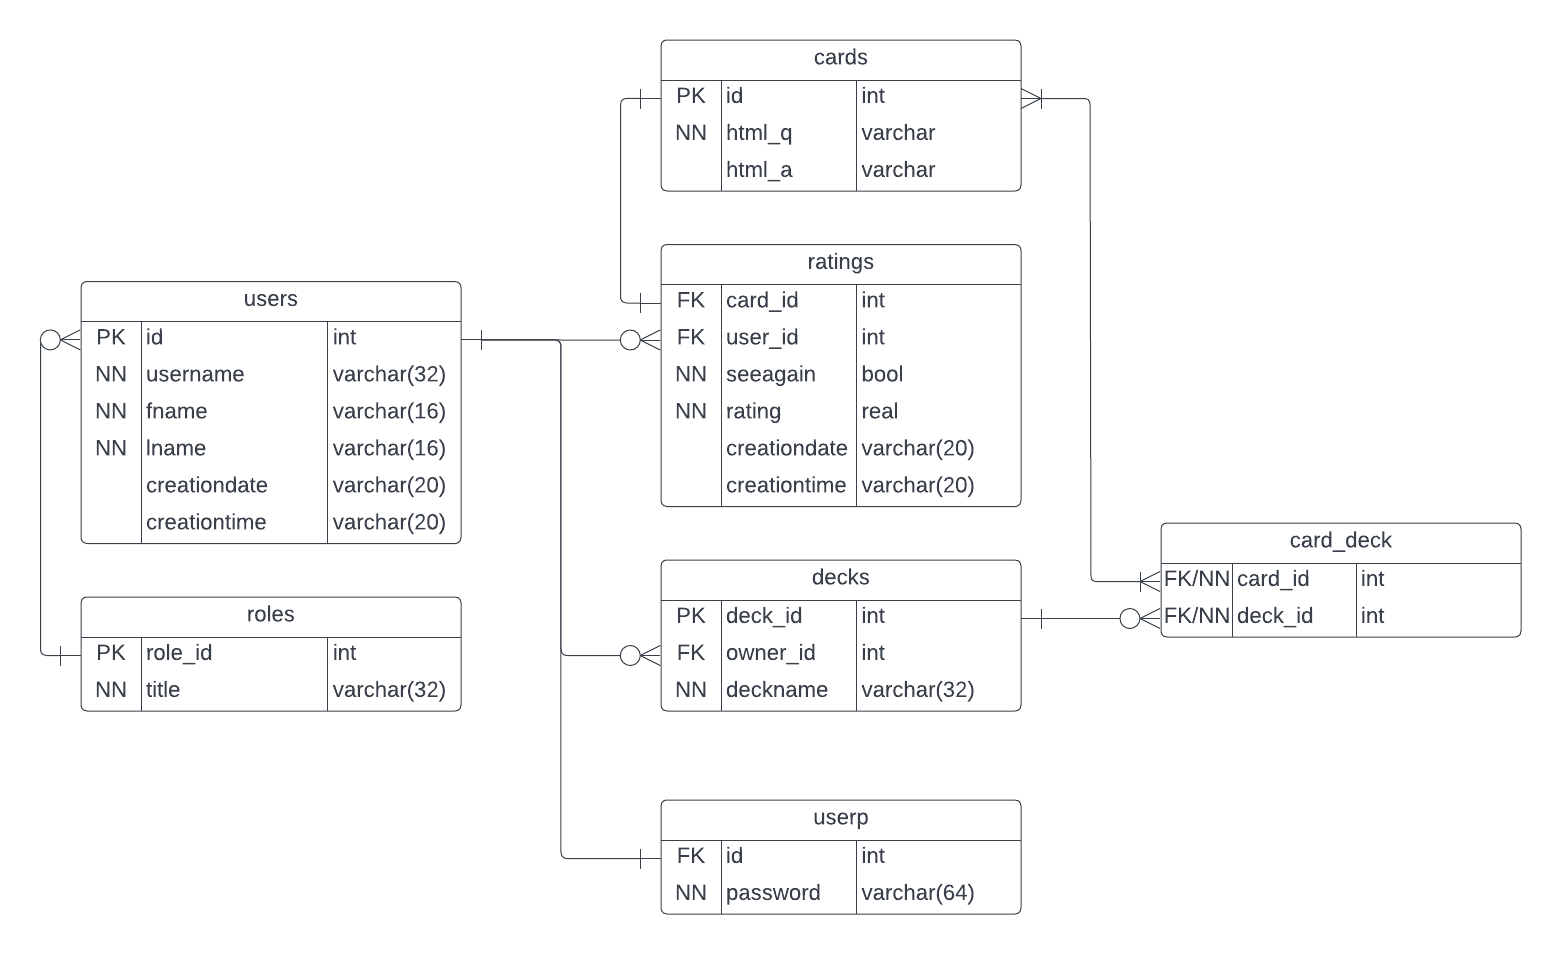 cards
PK id int
NN html_q varchar
html_a varchar
ratings
FK card_id int
FK user_id int
NN seeagain bool
NN rating real
creationdate varchar(20)
creationtime varchar(20)
users
PK id int
NN username varchar(32)
NN fname varchar(16)
NN lname varchar(16)
creationdate varchar(20)
creationtime varchar(20)
roles
PK role_id int
NN title varchar(32)
decks
PK deck_id int
FK owner_id int
NN deckname varchar(32)
card_deck
FK/NN card_id int
FK/NN deck_id int
userp
FK id int
NN password varchar(64)